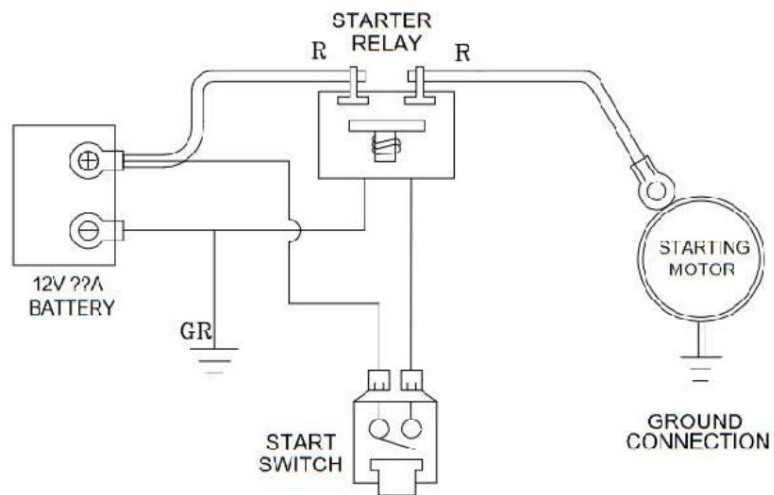 STARTER
RELAY
R
R
12V ??A
BATTERY
STARTING
MOTOR
GR
START
SWITCH
GROUND
CONNECTION